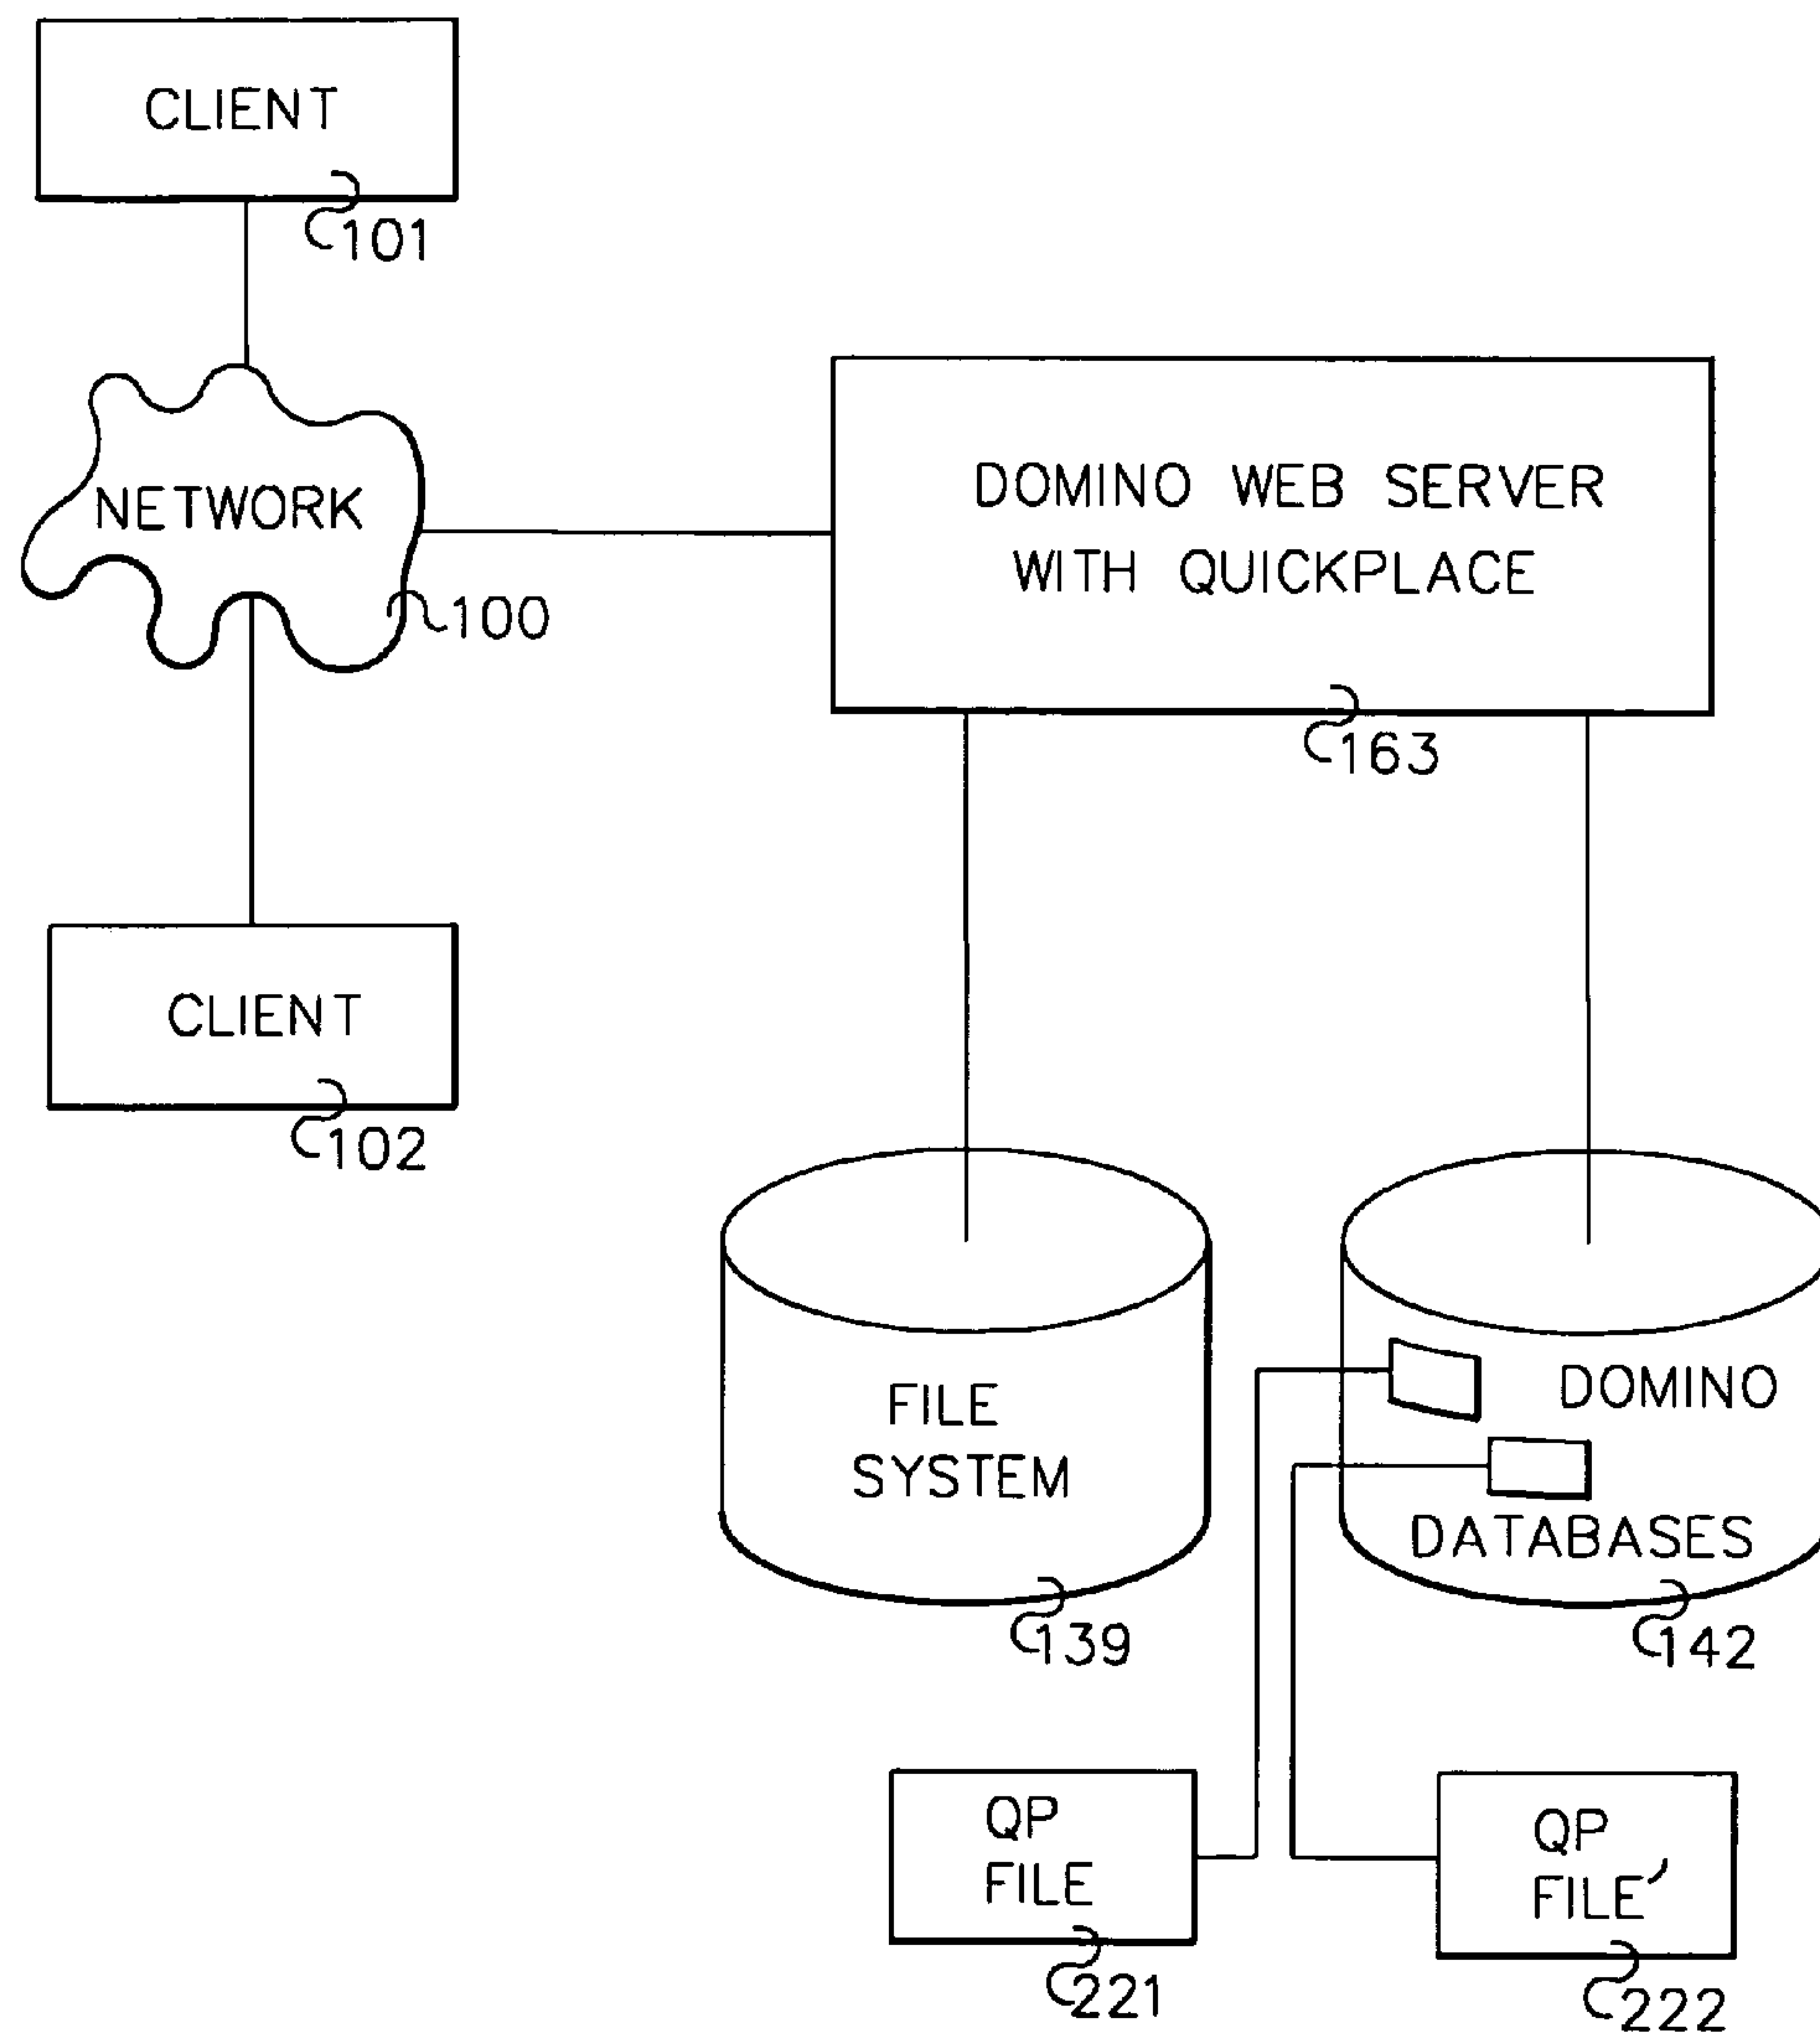 CLIENT
101
NETWORK
100
DOMINO WEB SERVER
WITH QUICKPLACE
163
CLIENT
102
FILE
SYSTEM
139
DOMINO
DATABASES
142
QP
FILE
221
QP
FILE'
222